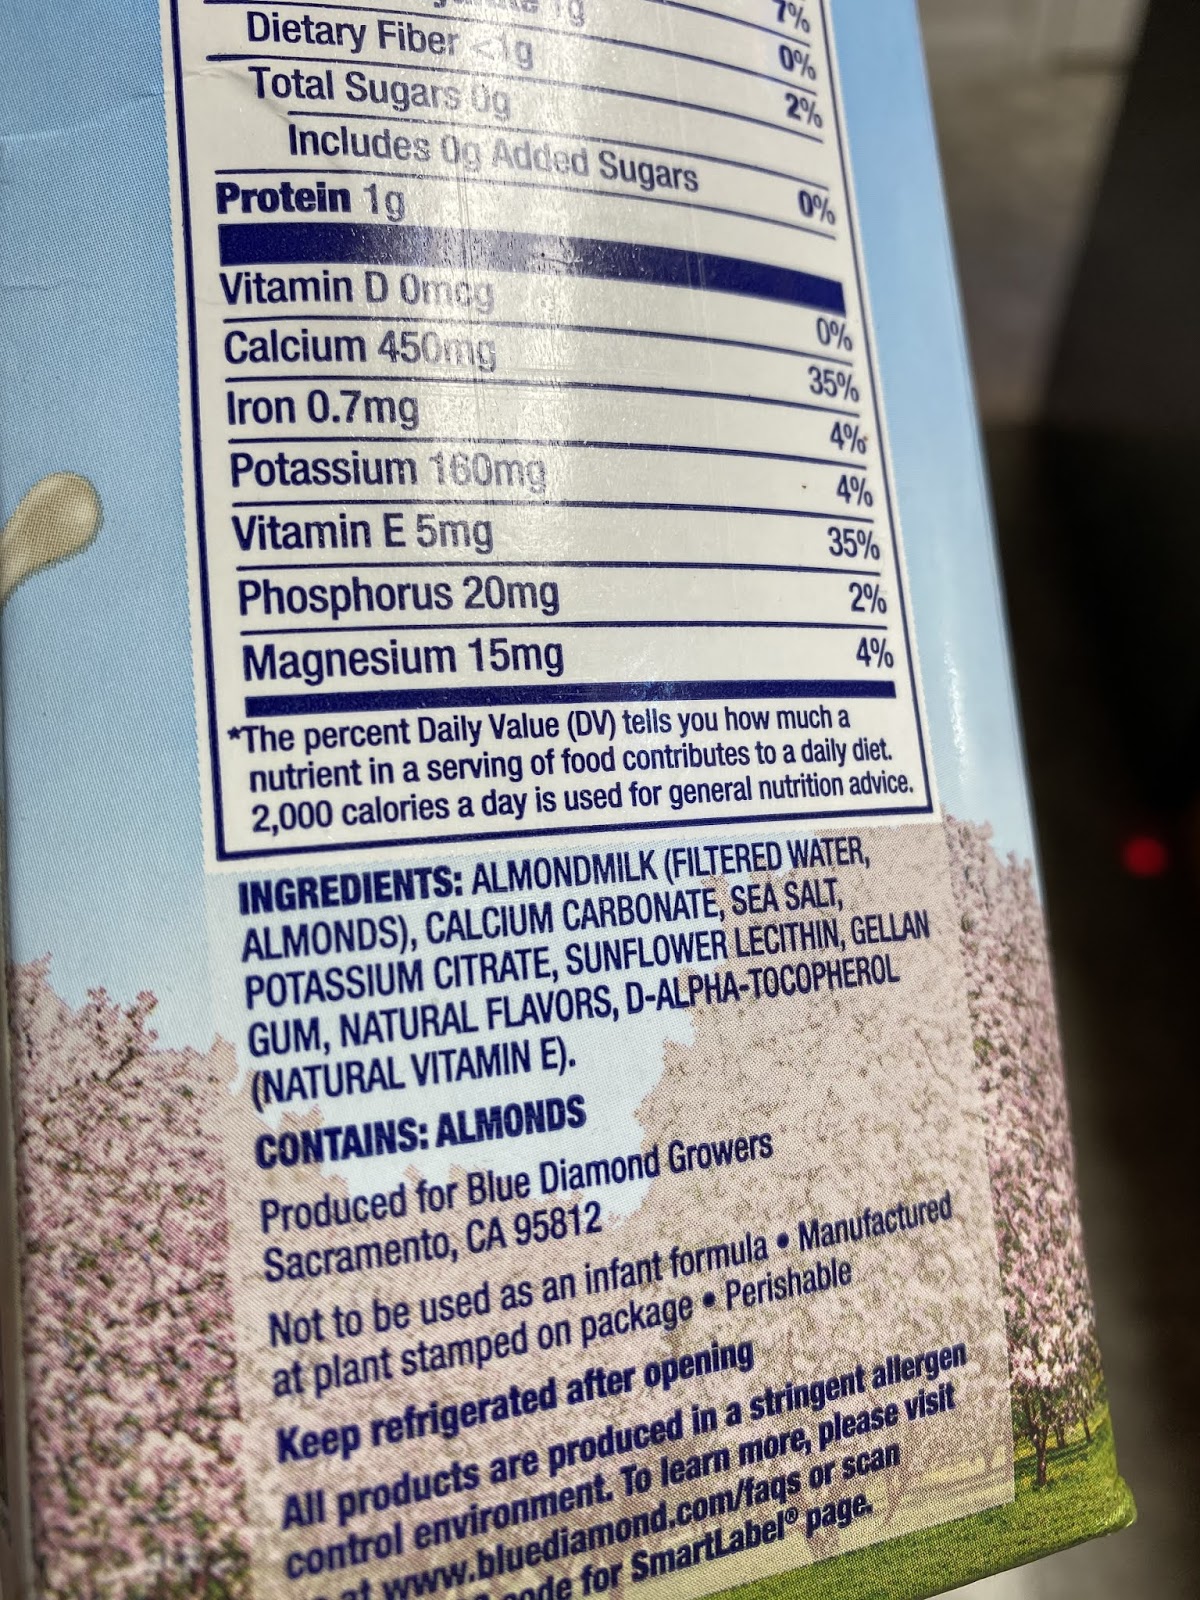 1g
7%
Dietary Fiber <1g
0%
Total Sugars 0g
2%
Includes 0g Added Sugars
0%
Protein 1g
Vitamin D 0mcg
0%
Calcium 450mg
35%
Iron 0.7mg
4%
Potassium 160mg
4%
Vitamin E 5mg
35%
Phosphorus 20mg
2%
Magnesium 15mg
4%
*The percent Daily Value (DV) tells you how much a
nutrient in a serving of food contributes to a daily diet.
2,000 calories a day is used for general nutrition advice.
INGREDIENTS: ALMONDMILK (FILTERED WATER,
ALMONDS), CALCIUM CARBONATE, SEA SALT,
POTASSIUM CITRATE, SUNFLOWER LECITHIN, GELLAN
GUM, NATURAL FLAVORS, D-ALPHA-TOCOPHEROL
(NATURAL VITAMIN E).
CONTAINS: ALMONDS
Produced for Blue Diamond Growers
Sacramento, CA 95812
Not to be used as an infant formula • Manufactured
at plant stamped on package • Perishable
Keep refrigerated after opening
All products are produced in a stringent allergen
control environment. To learn more, please visit
at www.bluediamond.com/faqs or scan
code for SmartLabel® page.